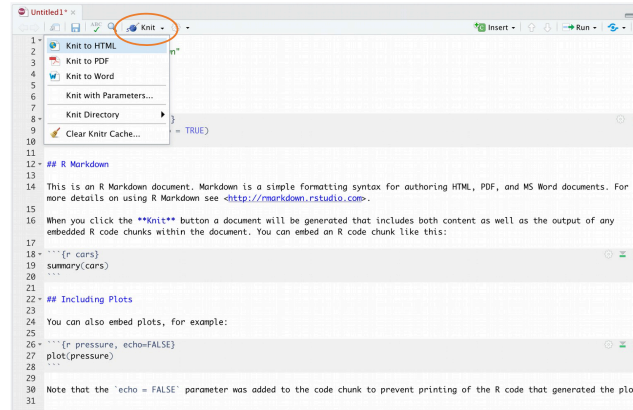 Untitled1* ×
ABC Knit Insert Run
1
2 n"
3
4
5
6
7
8 }
9 = TRUE)
10
11
Knit to HTML
Knit to PDF
Knit to Word
Knit with Parameters...
Knit Directory
Clear Knitr Cache...
12 ## R Markdown
13
14 This is an R Markdown document. Markdown is a simple formatting syntax for authoring HTML, PDF, and MS Word documents. For
more details on using R Markdown see <http://rmarkdown.rstudio.com>.
15
16 When you click the **Knit** button a document will be generated that includes both content as well as the output of any
embedded R code chunks within the document. You can embed an R code chunk like this:
17
18 ```{r cars}
19 summary(cars)
20 ```
21
22 ## Including Plots
23
24 You can also embed plots, for example:
25
26 ```{r pressure, echo=FALSE}
27 plot(pressure)
28 ```
29
30 Note that the `echo = FALSE` parameter was added to the code chunk to prevent printing of the R code that generated the plo
31